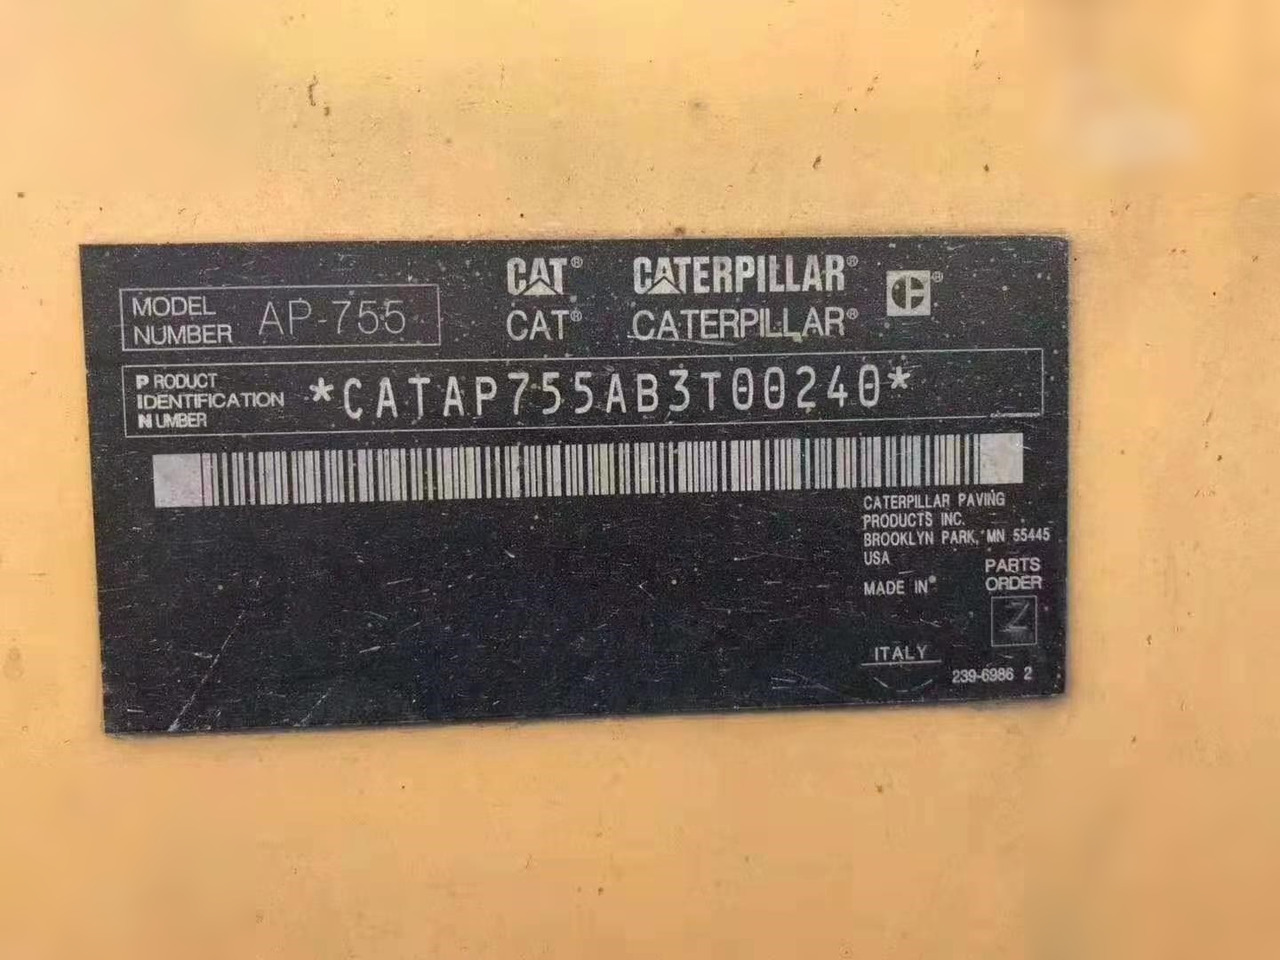 CAT® CATERPILLAR® ®
MODEL NUMBER AP-755
CAT® CATERPILLAR®
PRODUCT
IDENTIFICATION
NUMBER
*CATAP755AB3T00240*
CATERPILLAR PAVING
PRODUCTS INC.
BROOKLYN PARK, MN 55445
USA
MADE IN
ITALY
PARTS
ORDER
Z
239-6986 2